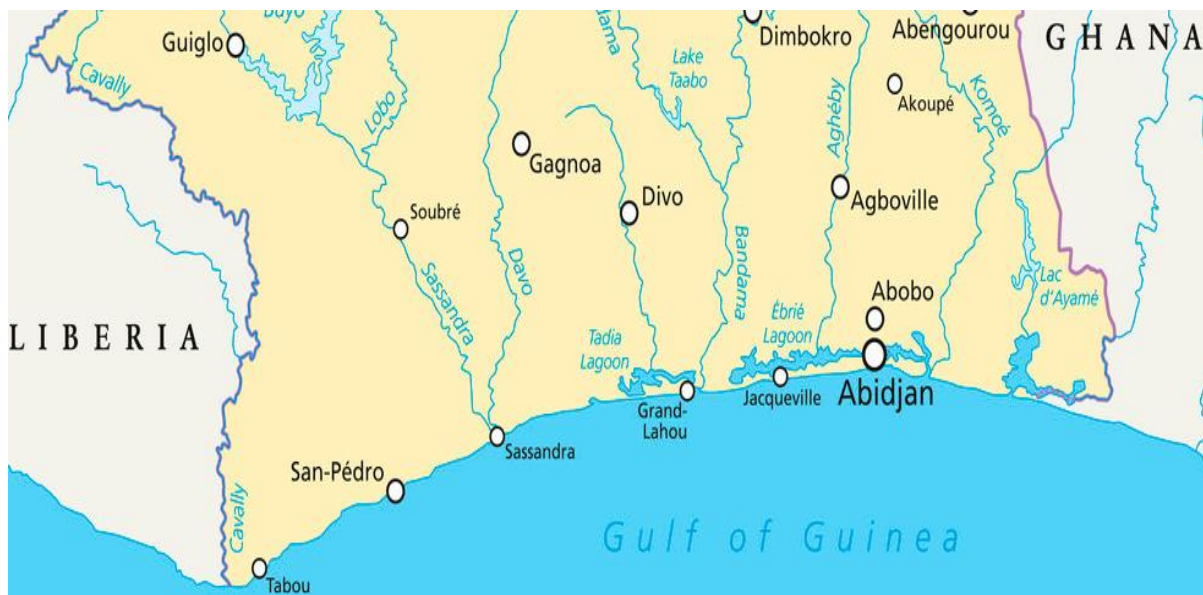 Buyo
Guiglo
Cavally
Lobo
Lake
Taabo
Dimbokro
Abengourou
GHANA
Akoupé
Komoé
Aghéby
Gagnoa
Divo
Agboville
Soubré
Sassandra
Davo
Bandama
Lac
d'Ayamé
Abobo
Ébrié
Lagoon
LIBERIA
Tadia
Lagoon
Grand-
Lahou
Jacqueville
Abidjan
Sassandra
San-Pédro
Gulf of Guinea
Cavally
Tabou